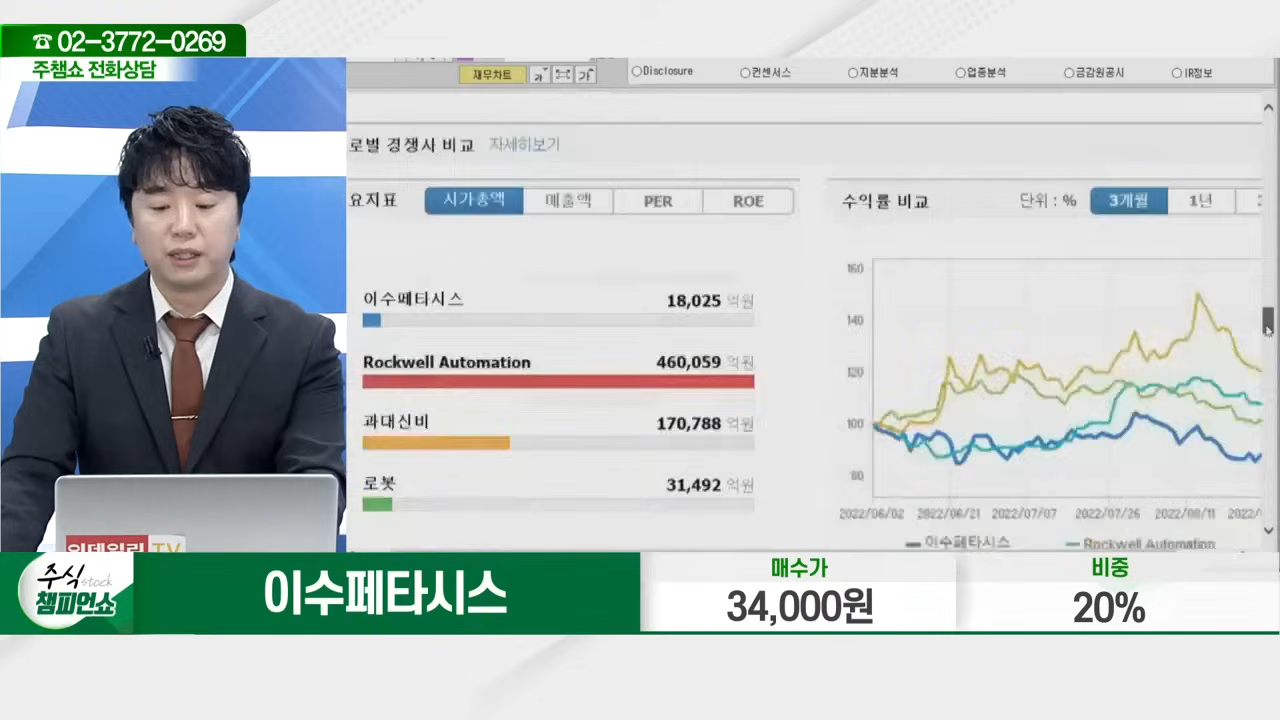 ☎ 02-3772-0269
주챔쇼 전화상담
재무차트
Disclosure
컨센서스
지분분석
업종분석
금감원공시
IR정보
로벌 경쟁사 비교 자세히보기
요지표 시가총액 매출액 PER ROE
수익률 비교 단위 : % 3개월 1년
이수페타시스 18,025 억원
Rockwell Automation 460,059 억원
과대신비 170,788 억원
로봇 31,492 억원
160
140
120
100
80
2022/06/02 2022/06/21 2022/07/07 2022/07/26 2022/08/11 2022/
이수페타시스 Rockwell Automation
이데일리 TV
주식 stock
챔피언쇼
이수페타시스
매수가
34,000원
비중
20%